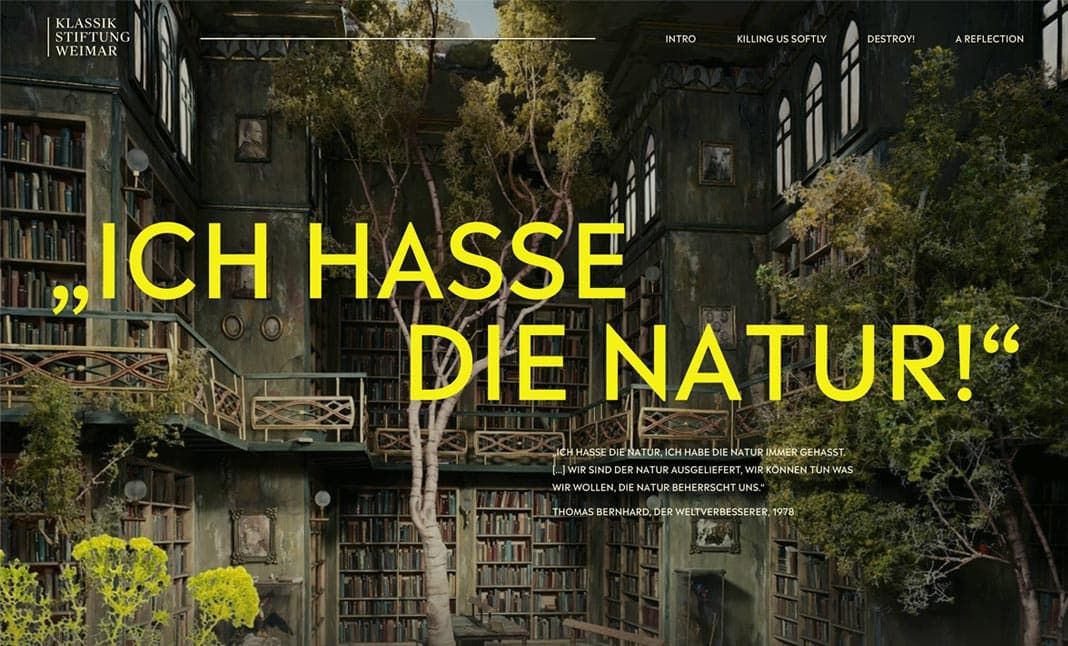 KLASSIK
STIFTUNG
WEIMAR
INTRO
KILLING US SOFTLY
DESTROY!
A REFLECTION
„ICH HASSE
DIE NATUR!“
„ICH HASSE DIE NATUR, ICH HABE DIE NATUR IMMER GEHASST.
[...] WIR SIND DER NATUR AUSGELIEFERT, WIR KÖNNEN TUN WAS
WIR WOLLEN, DIE NATUR BEHERRSCHT UNS.“
THOMAS BERNHARD, DER WELTVERBESSERER, 1978